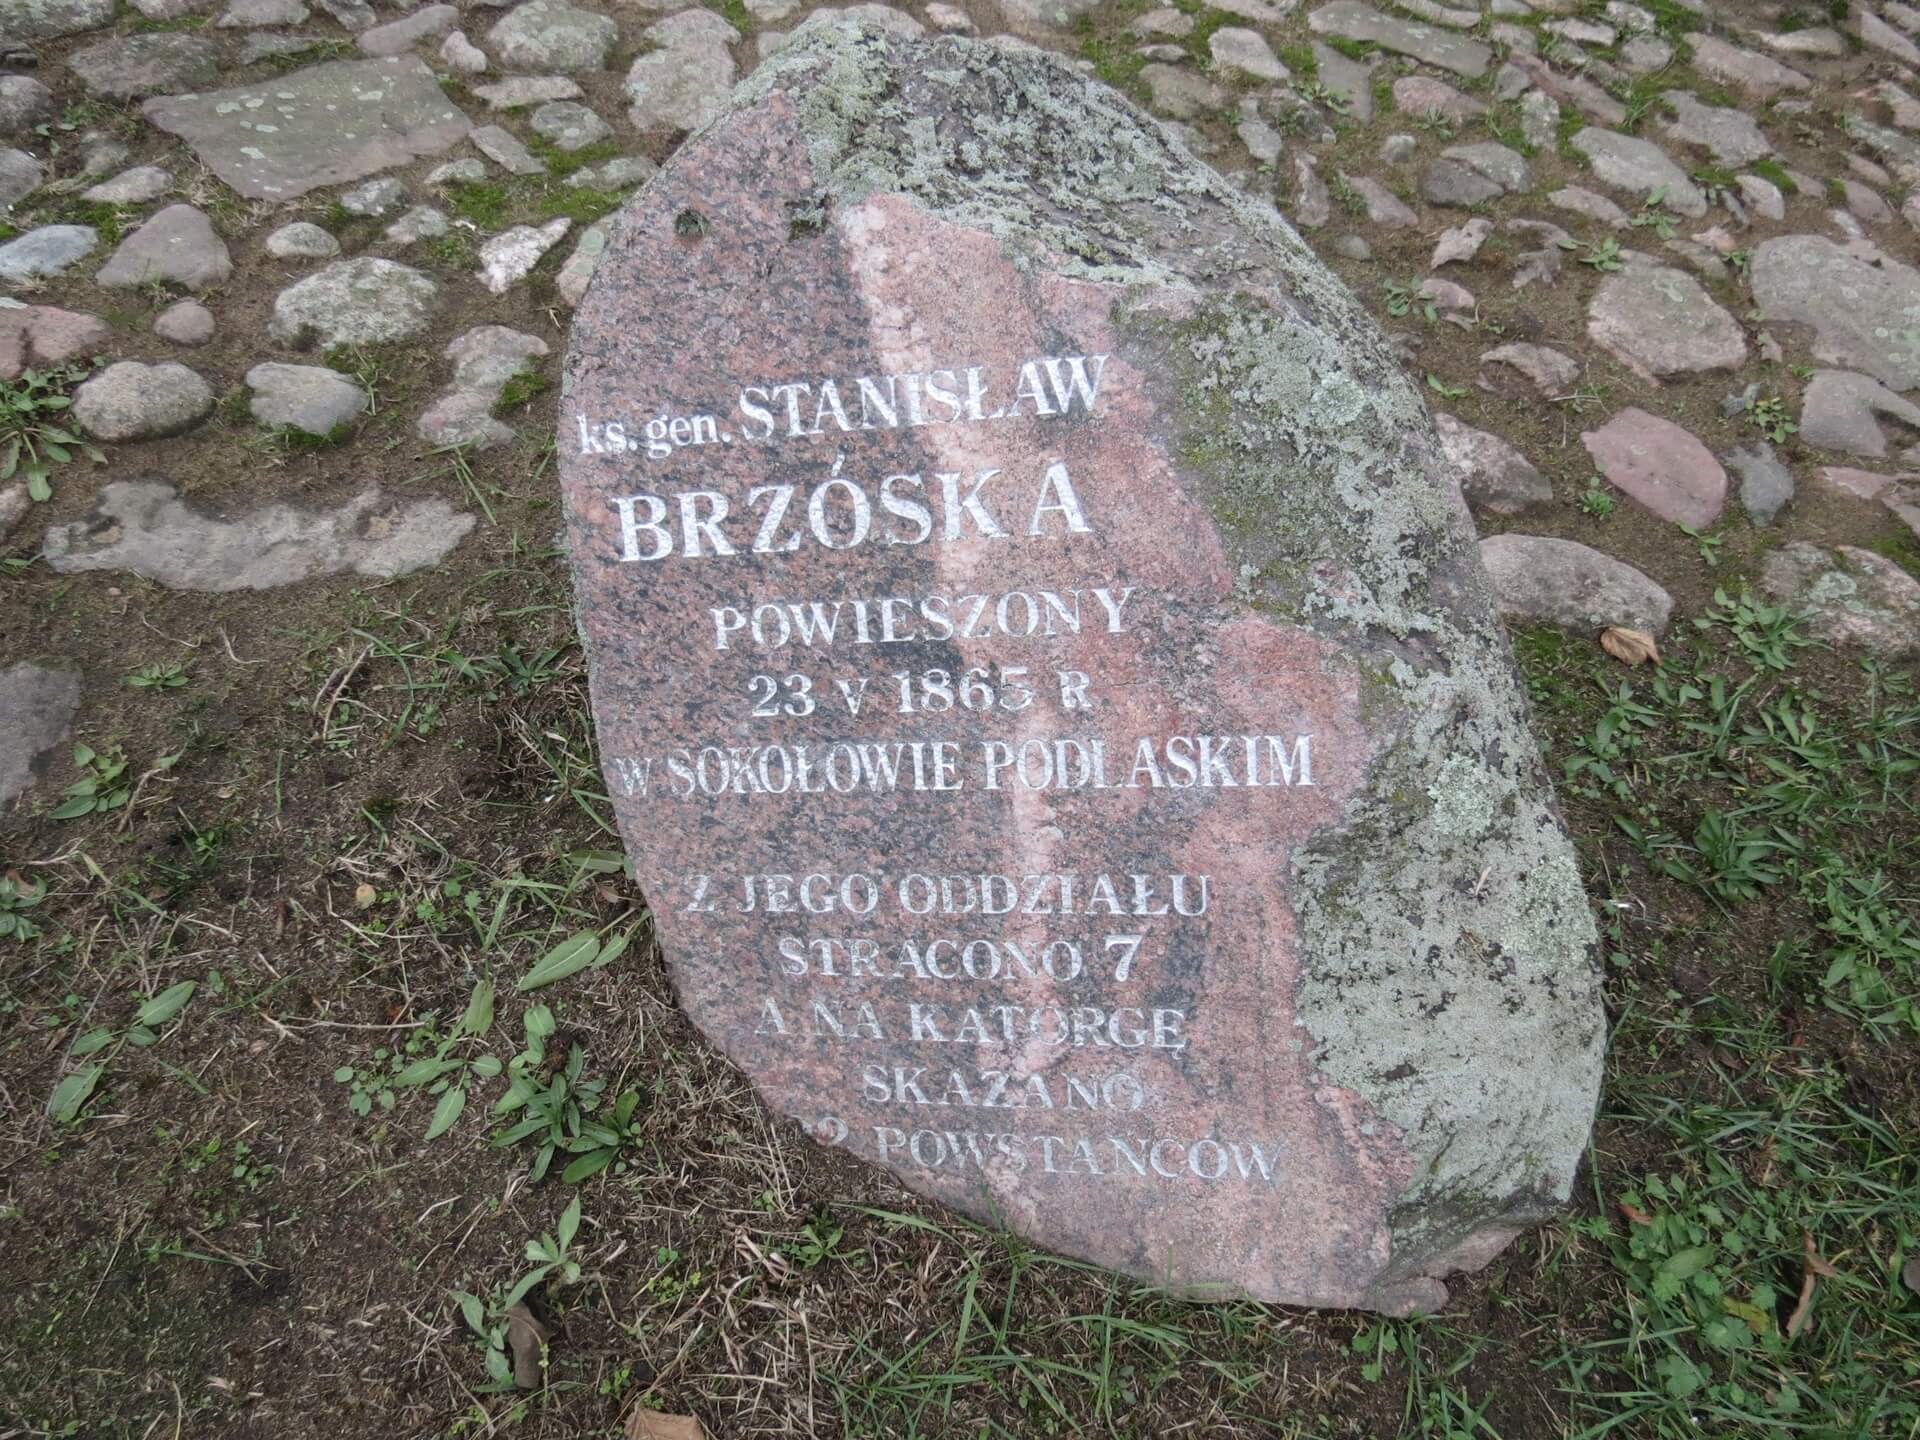 ks. gen. STANISŁAW
BRZÓSKA
POWIESZONY
23 V 1865 R
W SOKOŁOWIE PODLASKIM
Z JEGO ODDZIAŁU
STRACONO 7
A NA KATORGĘ
SKAZANO
POWSTAŃCÓW